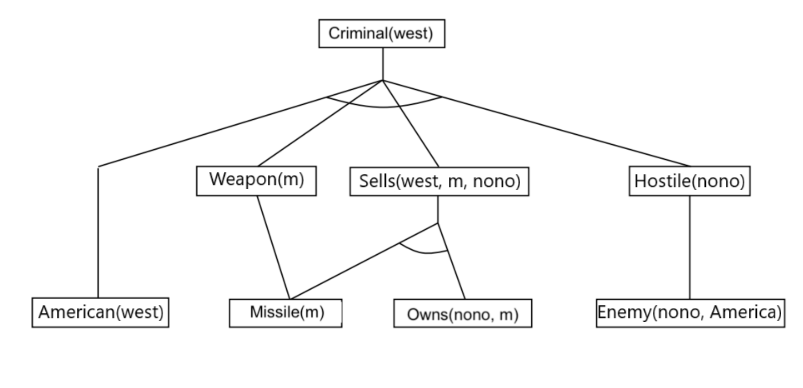 Criminal(west)
Weapon(m)
Sells(west, m, nono)
Hostile(nono)
American(west)
Missile(m)
Owns(nono, m)
Enemy(nono, America)